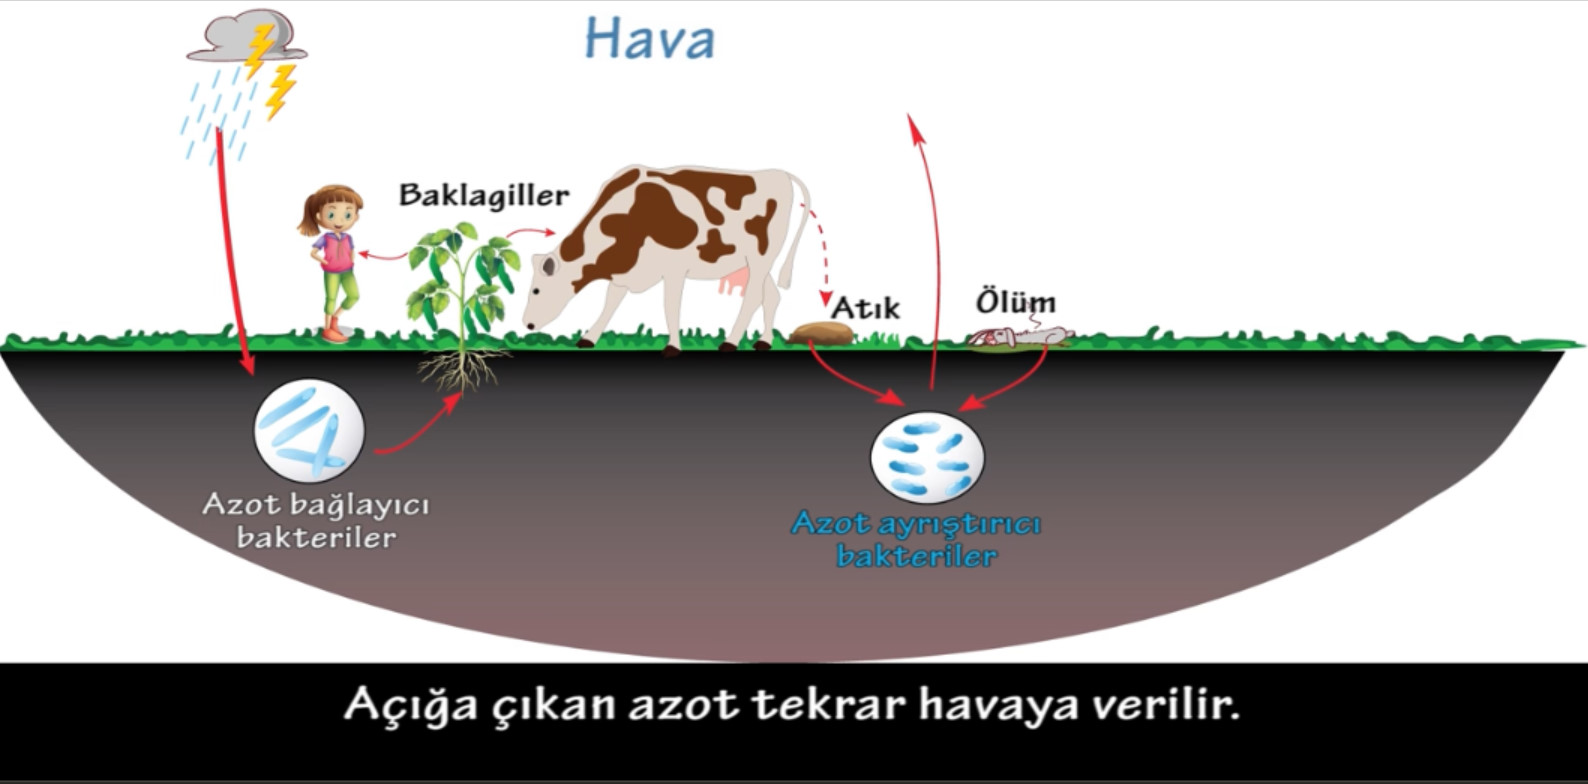 Hava
Baklagiller
Atık
Ölüm
Azot bağlayıcı
bakteriler
Azot ayrıştırıcı
bakteriler
Açığa çıkan azot tekrar havaya verilir.